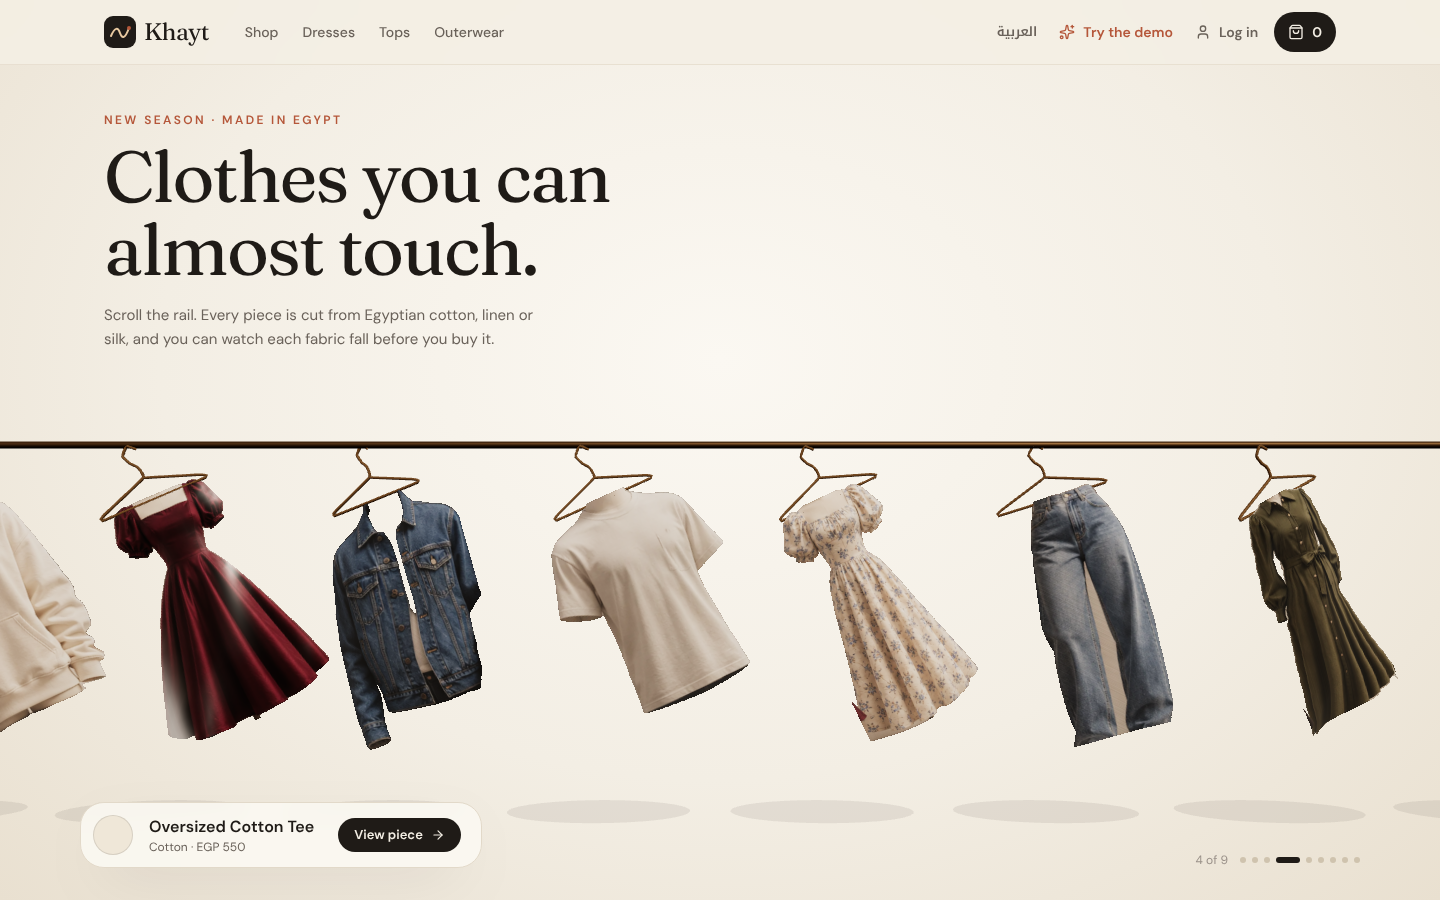 Khayt
Shop
Dresses
Tops
Outerwear
العربية
Try the demo
Log in
0
NEW SEASON · MADE IN EGYPT
Clothes you can
almost touch.
Scroll the rail. Every piece is cut from Egyptian cotton, linen or
silk, and you can watch each fabric fall before you buy it.
Oversized Cotton Tee
Cotton · EGP 550
View piece
4 of 9